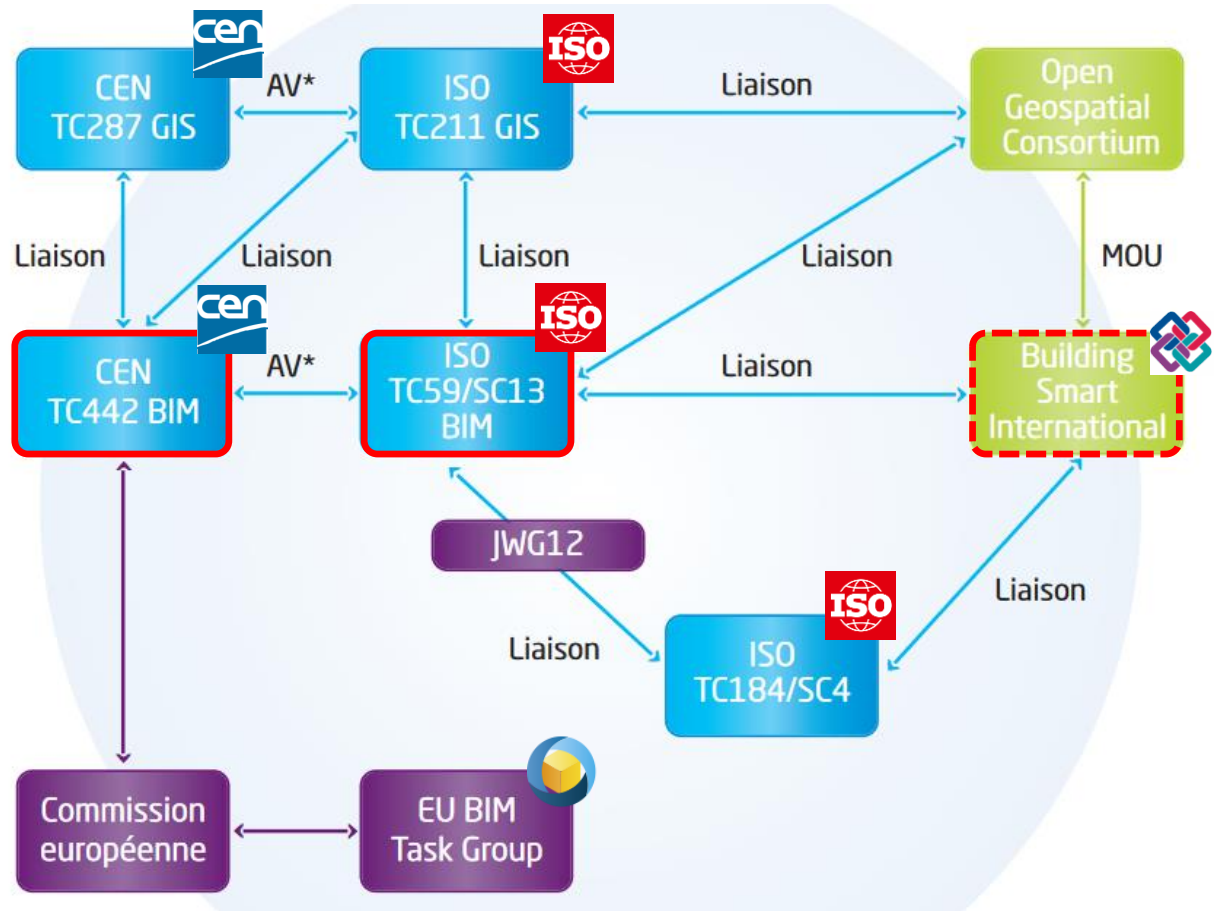 cen
ISO
CEN
TC287 GIS
AV*
ISO
TC211 GIS
Liaison
Open
Geospatial
Consortium
Liaison
Liaison
Liaison
Liaison
MOU
cen
ISO
CEN
TC442 BIM
AV*
ISO
TC59/SC13
BIM
Liaison
Building
Smart
International
JWG12
ISO
Liaison
Liaison
ISO
TC184/SC4
Commission
européenne
EU BIM
Task Group